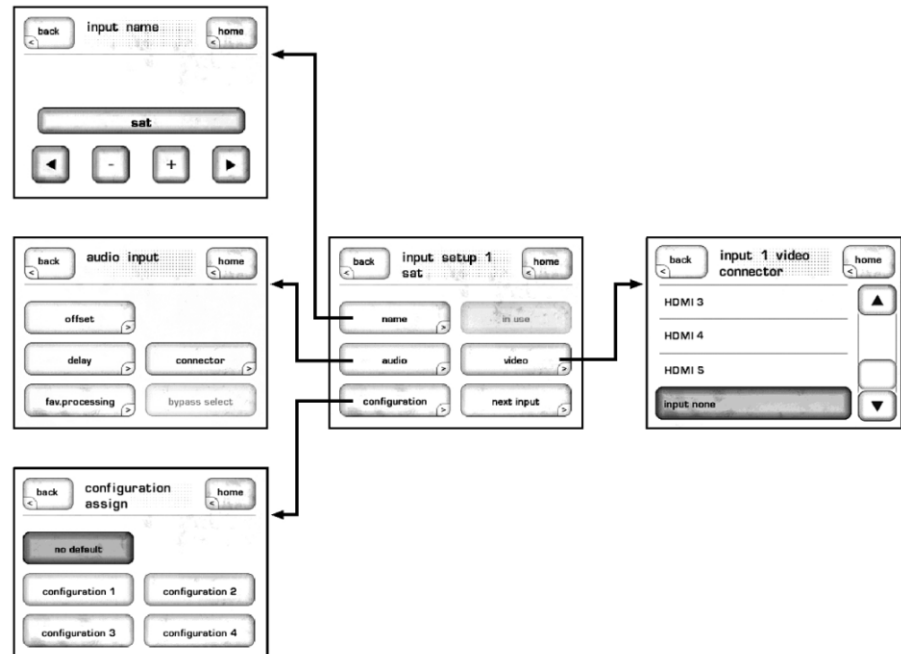 back
input name
home
sat
-
+
back
audio input
home
offset
delay
connector
fav.processing
bypass select
back
input setup 1
sat
home
name
in use
audio
video
configuration
next input
back
input 1 video
connector
home
HDMI 3
HDMI 4
HDMI 5
input none
back
configuration
assign
home
no default
configuration 1
configuration 2
configuration 3
configuration 4